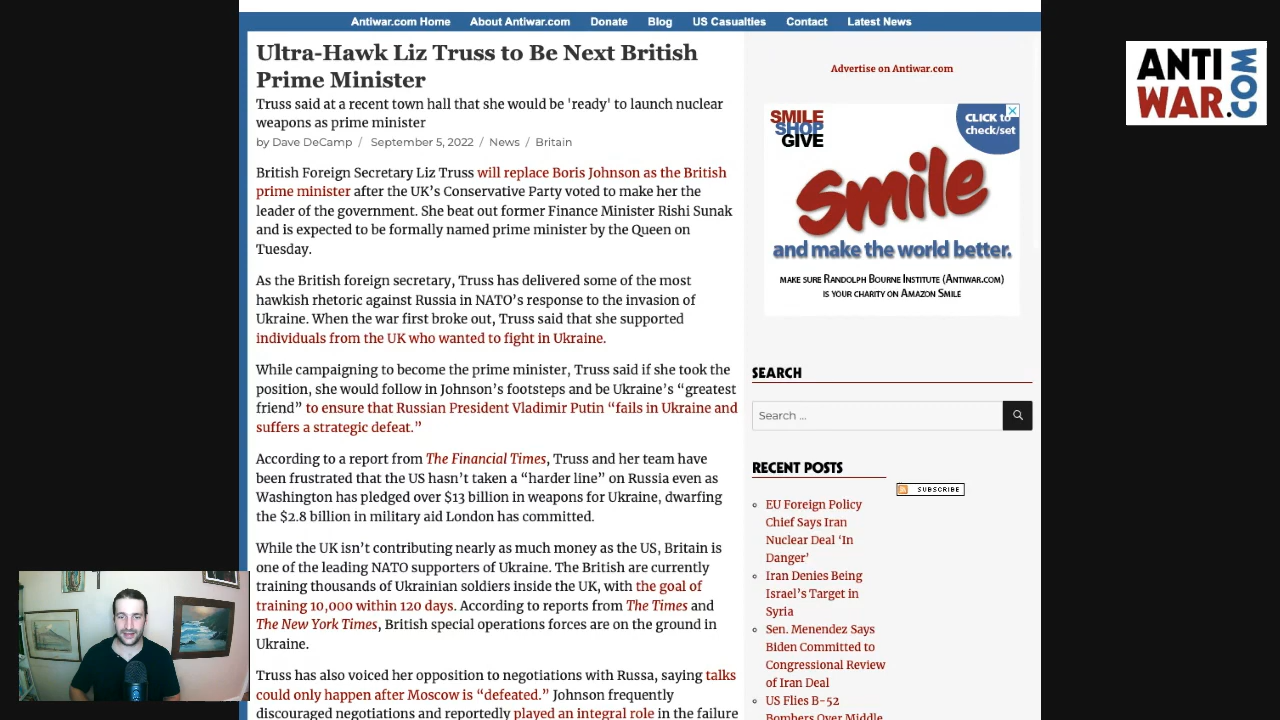 Antiwar.com Home About Antiwar.com Donate Blog US Casualties Contact Latest News
Ultra-Hawk Liz Truss to Be Next British
Prime Minister
Truss said at a recent town hall that she would be 'ready' to launch nuclear
weapons as prime minister
by Dave DeCamp / September 5, 2022 / News / Britain
British Foreign Secretary Liz Truss will replace Boris Johnson as the British
prime minister after the UK’s Conservative Party voted to make her the
leader of the government. She beat out former Finance Minister Rishi Sunak
and is expected to be formally named prime minister by the Queen on
Tuesday.
As the British foreign secretary, Truss has delivered some of the most
hawkish rhetoric against Russia in NATO’s response to the invasion of
Ukraine. When the war first broke out, Truss said that she supported
individuals from the UK who wanted to fight in Ukraine.
While campaigning to become the prime minister, Truss said if she took the
position, she would follow in Johnson’s footsteps and be Ukraine’s “greatest
friend” to ensure that Russian President Vladimir Putin “fails in Ukraine and
suffers a strategic defeat.”
According to a report from The Financial Times, Truss and her team have
been frustrated that the US hasn’t taken a “harder line” on Russia even as
Washington has pledged over $13 billion in weapons for Ukraine, dwarfing
the $2.8 billion in military aid London has committed.
While the UK isn’t contributing nearly as much money as the US, Britain is
one of the leading NATO supporters of Ukraine. The British are currently
training thousands of Ukrainian soldiers inside the UK, with the goal of
training 10,000 within 120 days. According to reports from The Times and
The New York Times, British special operations forces are on the ground in
Ukraine.
Truss has also voiced her opposition to negotiations with Russa, saying talks
could only happen after Moscow is “defeated.” Johnson frequently
discouraged negotiations and reportedly played an integral role in the failure
Advertise on Antiwar.com
SMILE
SHOP
GIVE
CLICK to
check/set
Smile
and make the world better.
MAKE SURE RANDOLPH BOURNE INSTITUTE (ANTIWAR.COM)
IS YOUR CHARITY ON AMAZON SMILE
SEARCH
Search ...
RECENT POSTS
SUBSCRIBE
EU Foreign Policy
Chief Says Iran
Nuclear Deal ‘In
Danger’
Iran Denies Being
Israel’s Target in
Syria
Sen. Menendez Says
Biden Committed to
Congressional Review
of Iran Deal
US Flies B-52
Bombers Over Middle
ANTI
WAR.COM